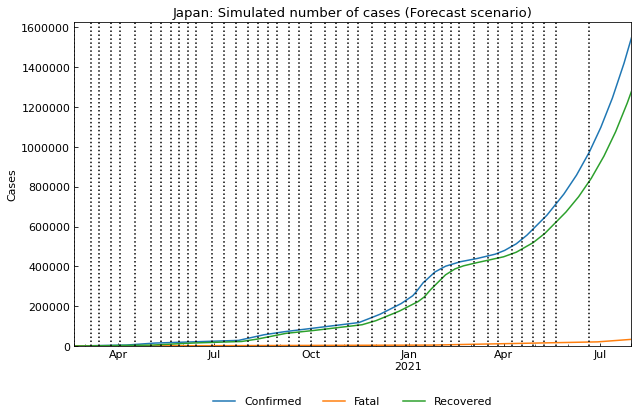 Japan: Simulated number of cases (Forecast scenario)
1600000
1400000
1200000
1000000
800000
600000
400000
200000
0
Cases
Apr Jul Oct Jan Apr Jul
2021
Confirmed Fatal Recovered